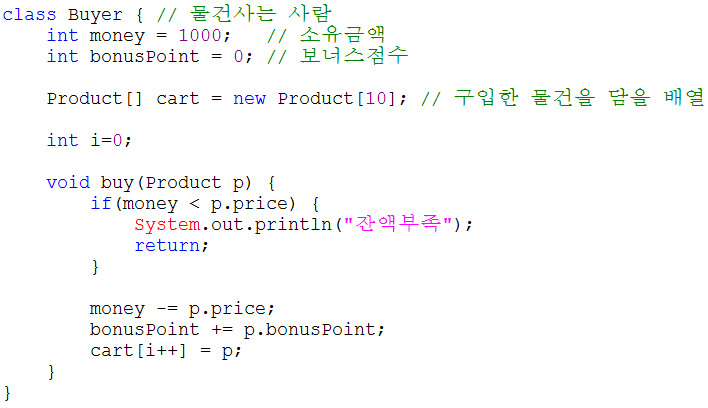 class Buyer { // 물건사는 사람
    int money = 1000;   // 소유금액
    int bonusPoint = 0; // 보너스점수

    Product[] cart = new Product[10]; // 구입한 물건을 담을 배열

    int i=0;

    void buy(Product p) {
        if(money < p.price) {
            System.out.println("잔액부족");
            return;
        }

        money -= p.price;
        bonusPoint += p.bonusPoint;
        cart[i++] = p;
    }
}